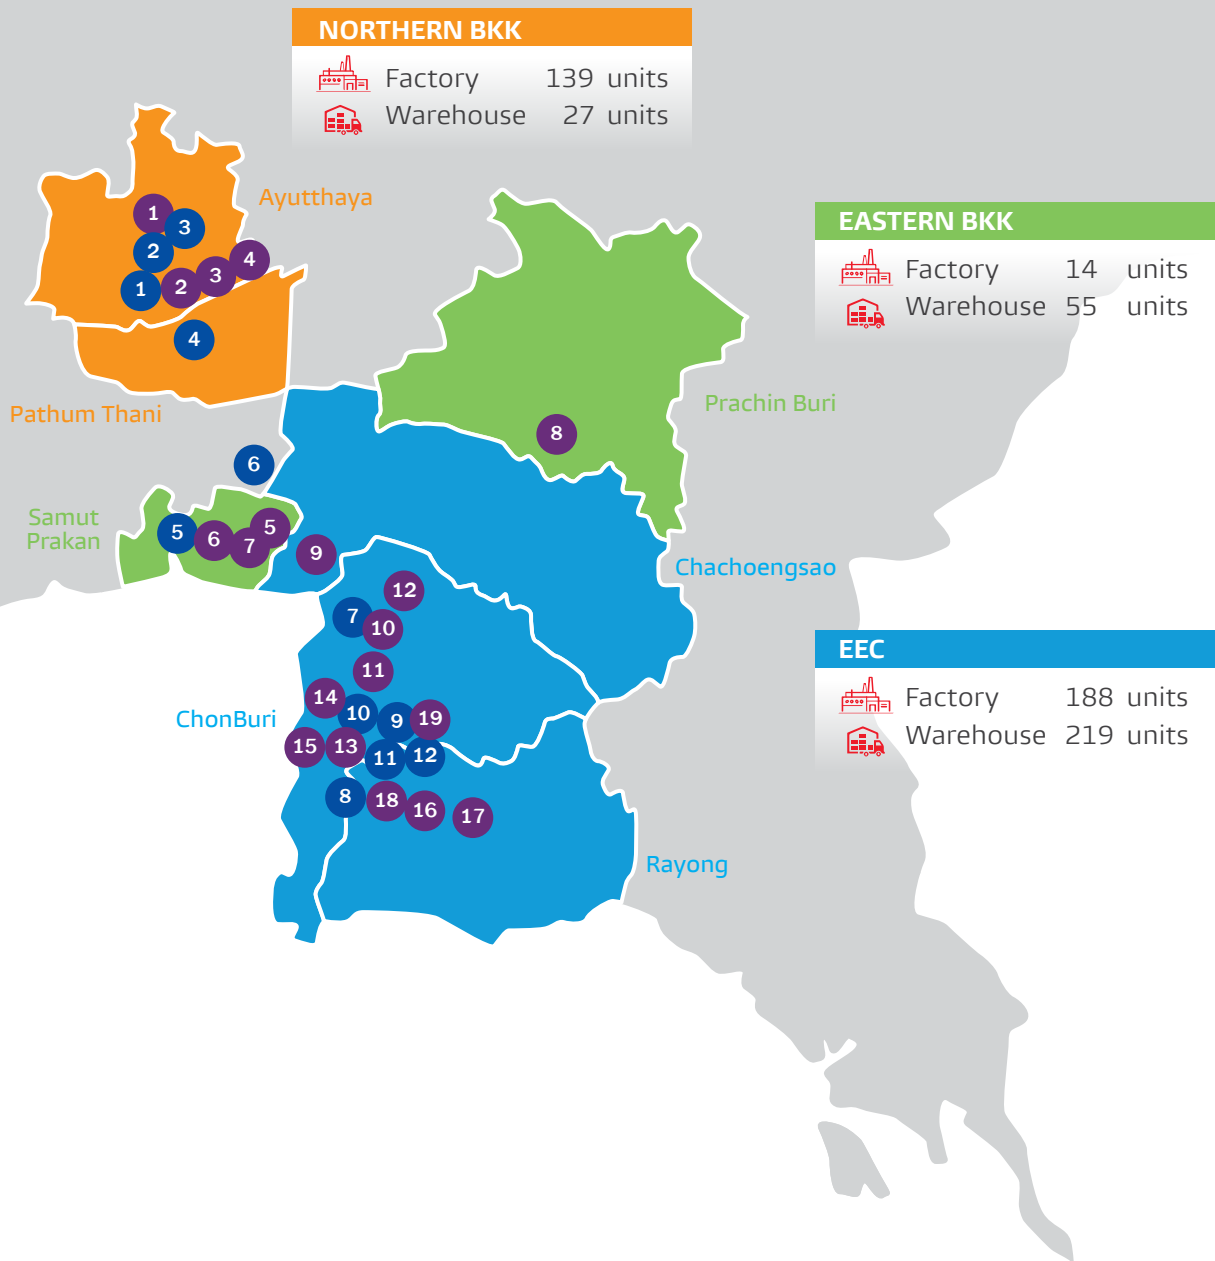 NORTHERN BKK
Factory 139 units
Warehouse 27 units
Ayutthaya
1
3
2
4
3
2
1
4
Pathum Thani
EASTERN BKK
Factory 14 units
Warehouse 55 units
Prachin Buri
8
6
Samut
Prakan
5
6
7
5
9
Chachoengsao
12
7
10
11
EEC
Factory 188 units
Warehouse 219 units
14
10
9
19
ChonBuri
15
13
11
12
8
18
16
17
Rayong